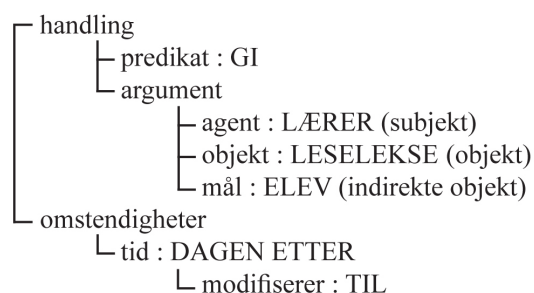 handling
predikat : GI
argument
agent : LÆRER (subjekt)
objekt : LESELEKSE (objekt)
mål : ELEV (indirekte objekt)
omstendigheter
tid : DAGEN ETTER
modifiserer : TIL